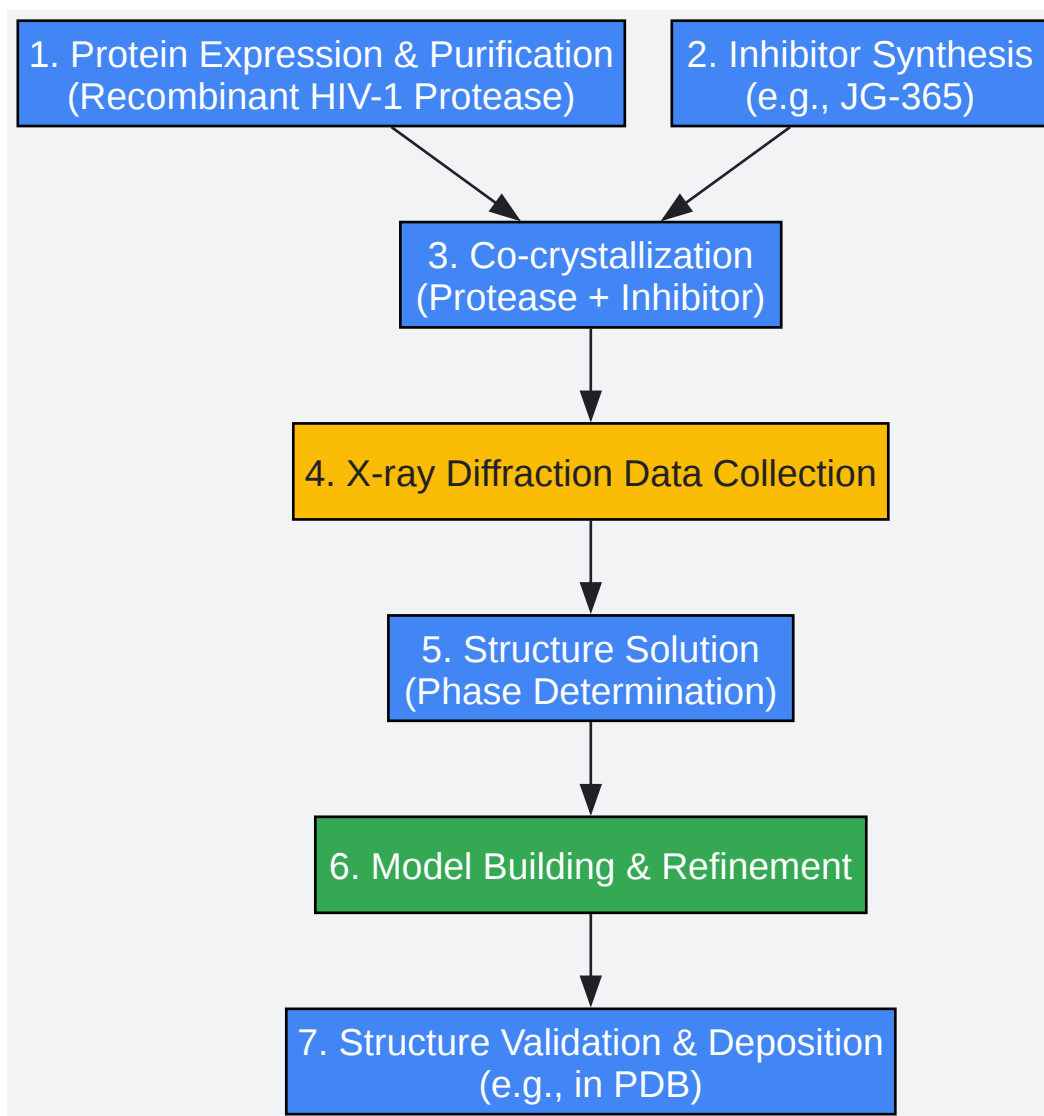 1. Protein Expression & Purification
(Recombinant HIV-1 Protease)
2. Inhibitor Synthesis
(e.g., JG-365)
3. Co-crystallization
(Protease + Inhibitor)
4. X-ray Diffraction Data Collection
5. Structure Solution
(Phase Determination)
6. Model Building & Refinement
7. Structure Validation & Deposition
(e.g., in PDB)